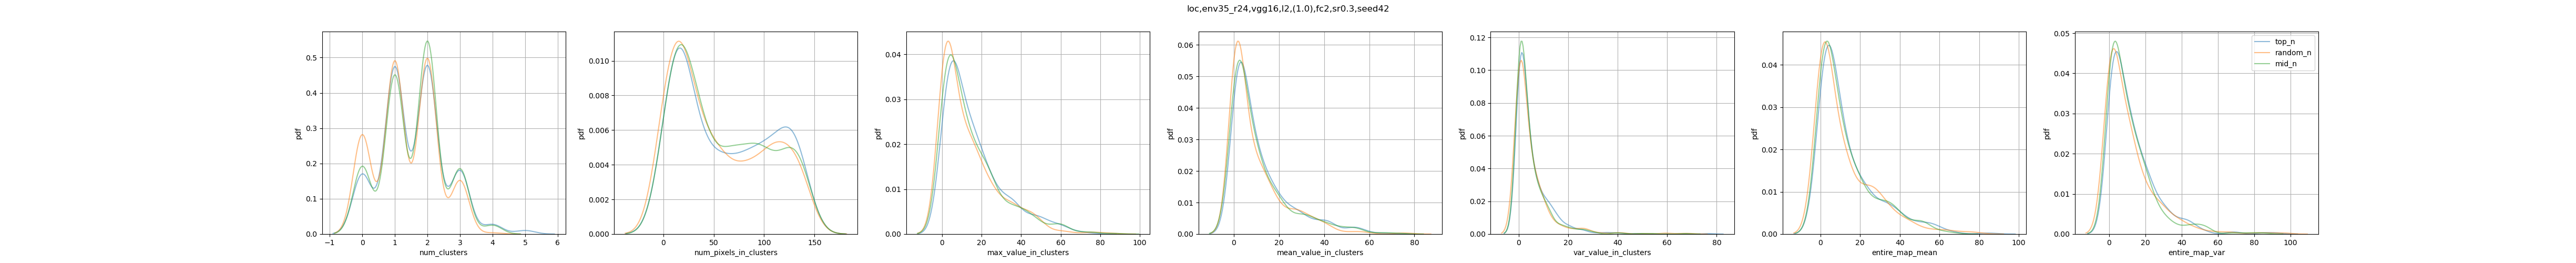 loc,env35_r24,vgg16,l2,(1.0),fc2,sr0.3,seed42
pdf
0.5
0.4
0.3
0.2
0.1
0.0
−1 0 1 2 3 4 5 6
num_clusters
pdf
0.010
0.008
0.006
0.004
0.002
0.000
0 50 100 150
num_pixels_in_clusters
pdf
0.04
0.03
0.02
0.01
0.00
0 20 40 60 80 100
max_value_in_clusters
pdf
0.06
0.05
0.04
0.03
0.02
0.01
0.00
0 20 40 60 80
mean_value_in_clusters
pdf
0.12
0.10
0.08
0.06
0.04
0.02
0.00
0 20 40 60 80
var_value_in_clusters
pdf
0.04
0.03
0.02
0.01
0.00
0 20 40 60 80 100
entire_map_mean
pdf
0.05
0.04
0.03
0.02
0.01
0.00
0 20 40 60 80 100
entire_map_var
top_n
random_n
mid_n